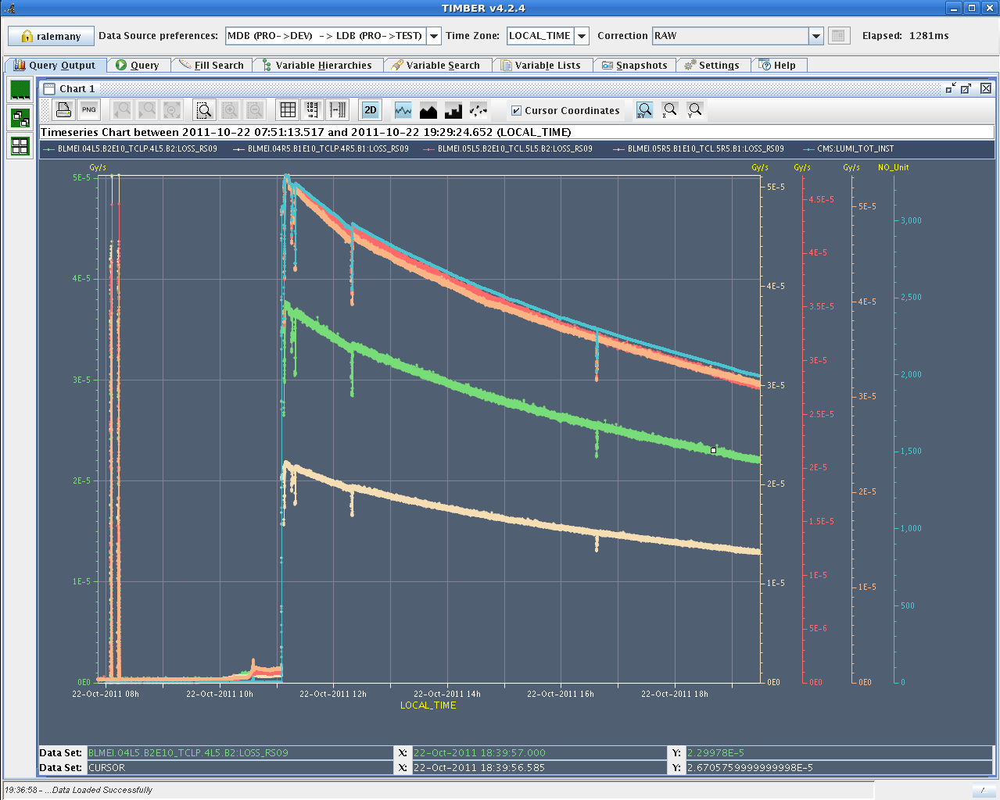 TIMBER v4.2.4
ralemany Data Source preferences: MDB (PRO->DEV) -> LDB (PRO->TEST) Time Zone: LOCAL_TIME Correction RAW Elapsed: 1281ms
Query Output Query Fill Search Variable Hierarchies Variable Search Variable Lists Snapshots Settings Help
Chart 1
PNG 2D Cursor Coordinates X,Y X Y
Timeseries Chart between 2011-10-22 07:51:13.517 and 2011-10-22 19:29:24.652 (LOCAL_TIME)
BLMEI.04L5.B2E10_TCLP.4L5.B2:LOSS_RS09 BLMEI.04R5.B1E10_TCLP.4R5.B1:LOSS_RS09 BLMEI.05L5.B2E10_TCL.5L5.B2:LOSS_RS09 BLMEI.05R5.B1E10_TCL.5R5.B1:LOSS_RS09 CMS:LUMI_TOT_INST
Gy/s Gy/s Gy/s Gy/s NO_Unit
5E-5
5E-5
4.5E-5
5E-5
3,000
4E-5
4E-5
4E-5
3.5E-5
4E-5
2,500
3E-5
3E-5
3E-5
3E-5
2,000
2.5E-5
1,500
2E-5
2E-5
2E-5
2E-5
1.5E-5
1,000
1E-5
1E-5
1E-5
1E-5
500
5E-6
0E0
0E0
0E0
0E0
0
22-Oct-2011 08h 22-Oct-2011 10h 22-Oct-2011 12h 22-Oct-2011 14h 22-Oct-2011 16h 22-Oct-2011 18h
LOCAL_TIME
Data Set: BLMEI.04L5.B2E10_TCLP.4L5.B2:LOSS_RS09 X: 22-Oct-2011 18:39:57.000 Y: 2.29978E-5
Data Set: CURSOR X: 22-Oct-2011 18:39:56.585 Y: 2.6705759999999998E-5
19:36:58 - ...Data Loaded Successfully